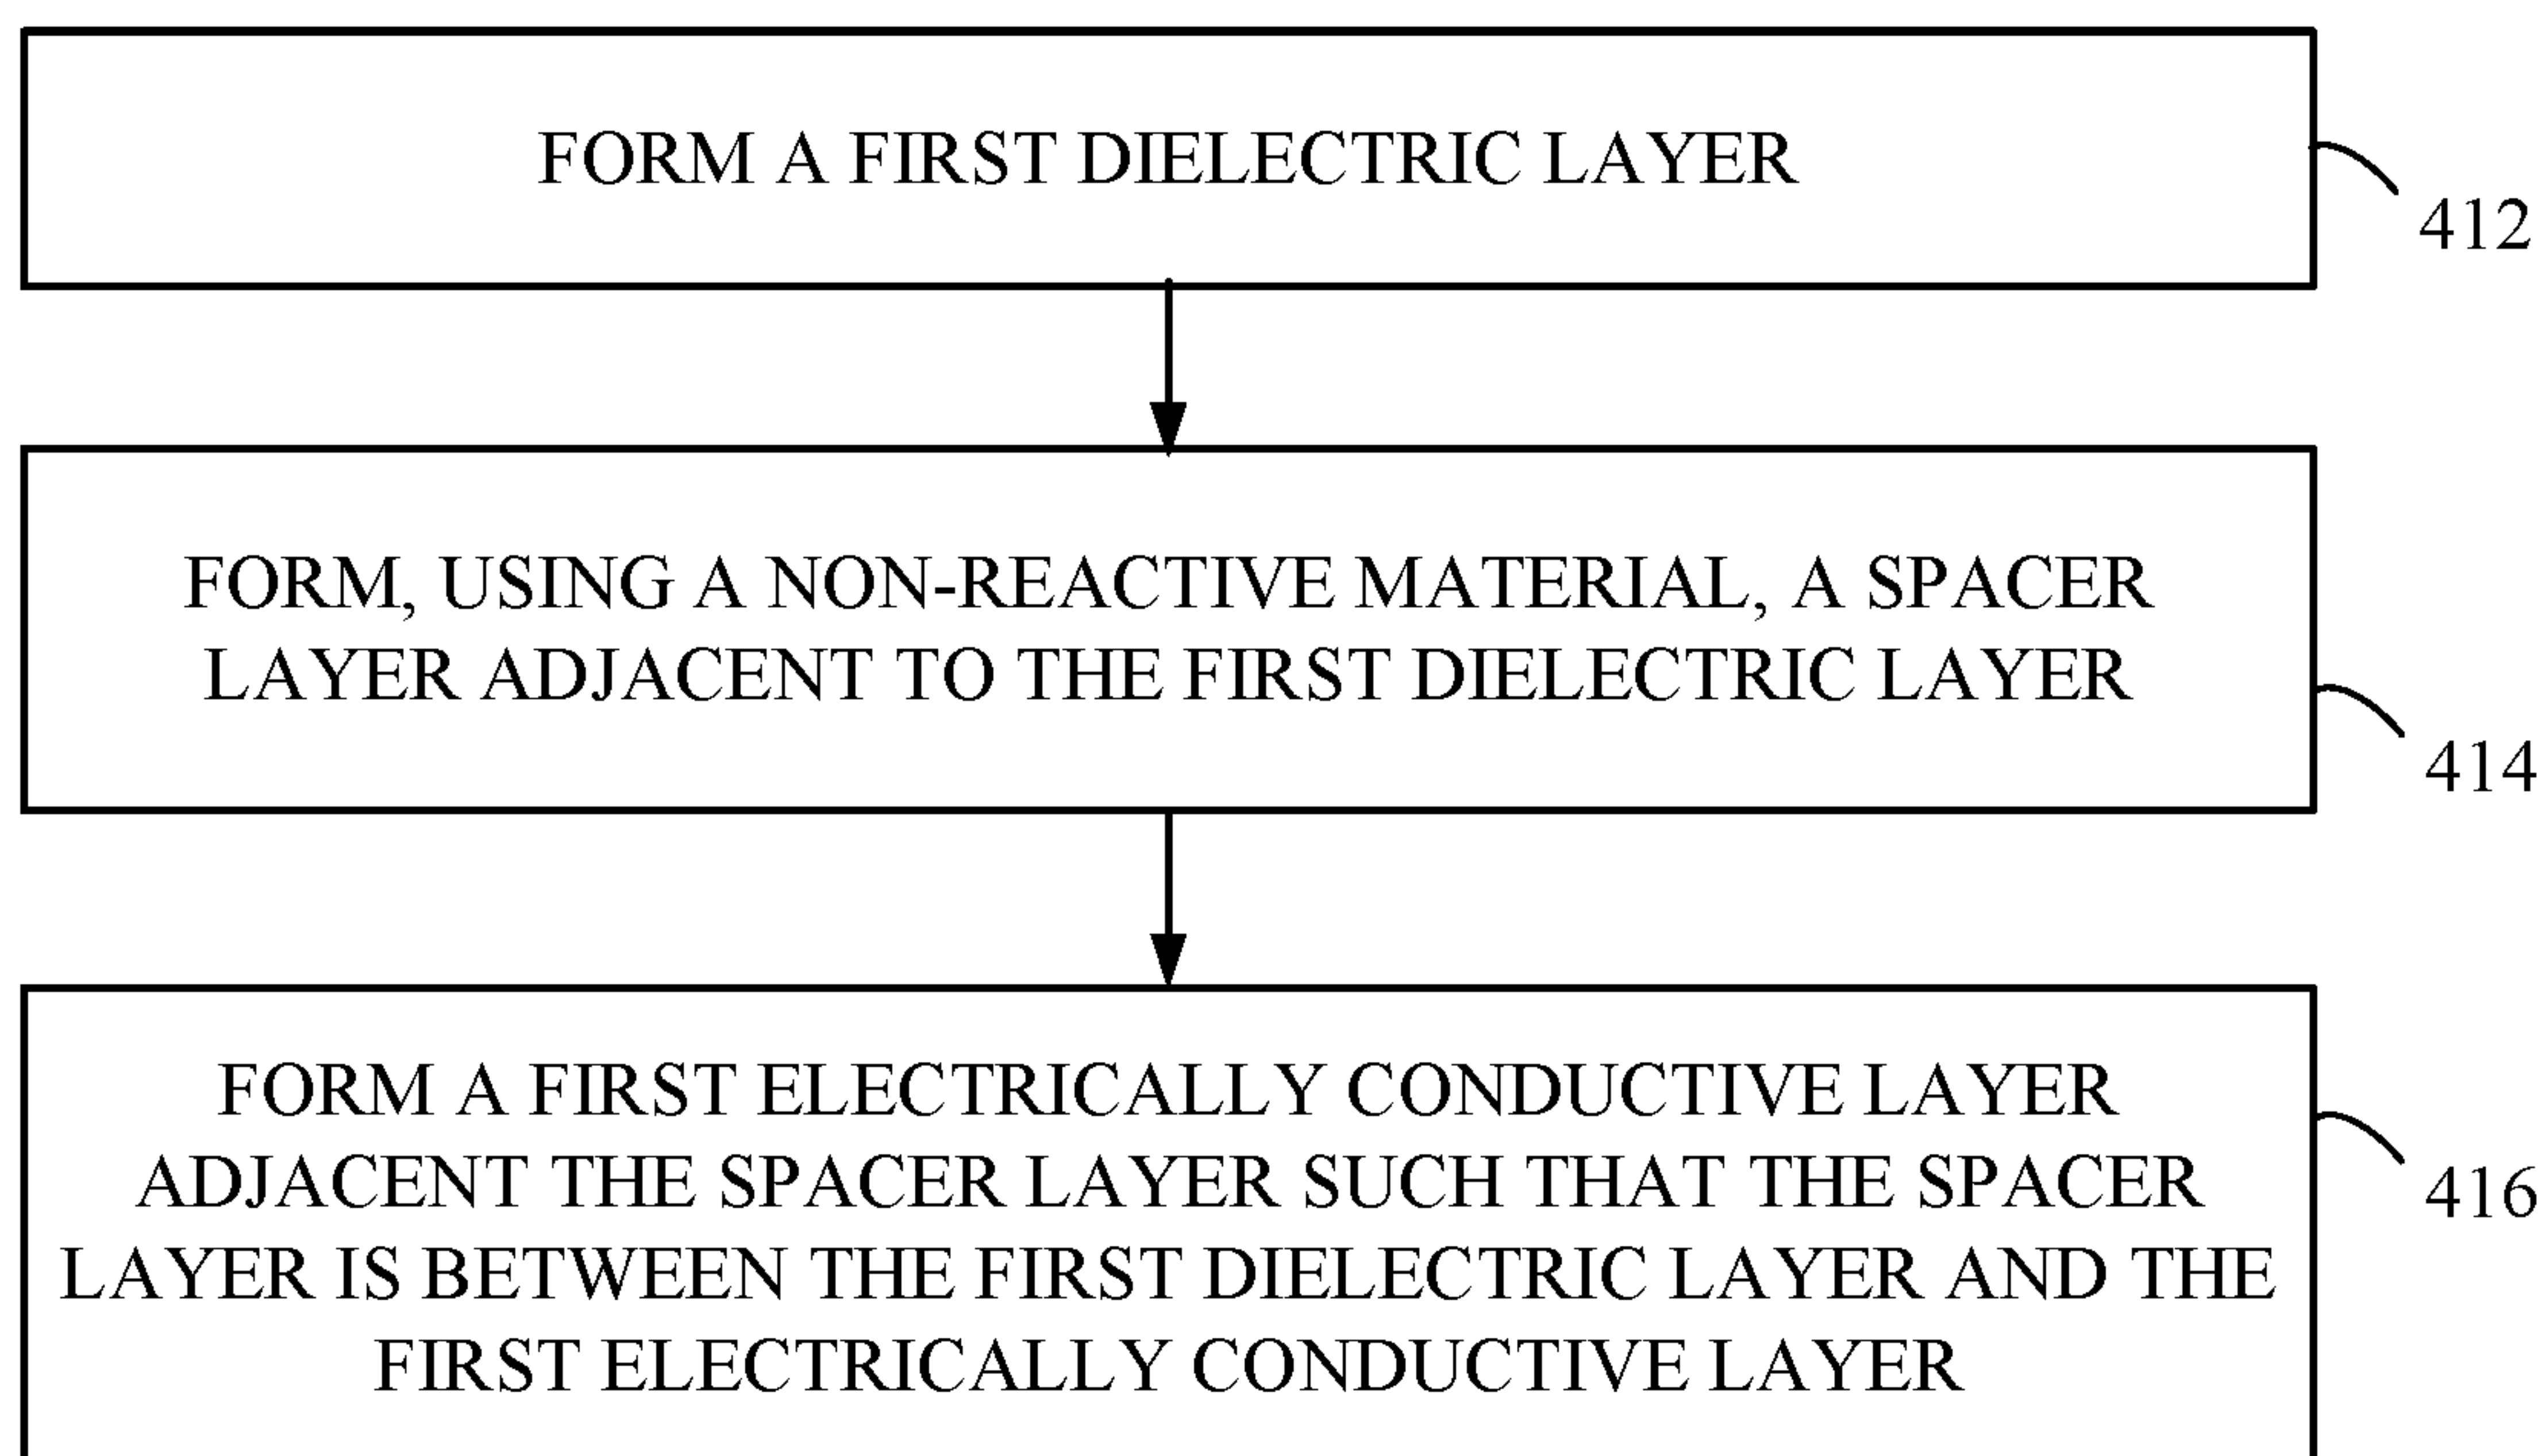 FORM A FIRST DIELECTRIC LAYER
412
FORM, USING A NON-REACTIVE MATERIAL, A SPACER
LAYER ADJACENT TO THE FIRST DIELECTRIC LAYER
414
FORM A FIRST ELECTRICALLY CONDUCTIVE LAYER
ADJACENT THE SPACER LAYER SUCH THAT THE SPACER
LAYER IS BETWEEN THE FIRST DIELECTRIC LAYER AND THE
FIRST ELECTRICALLY CONDUCTIVE LAYER
416